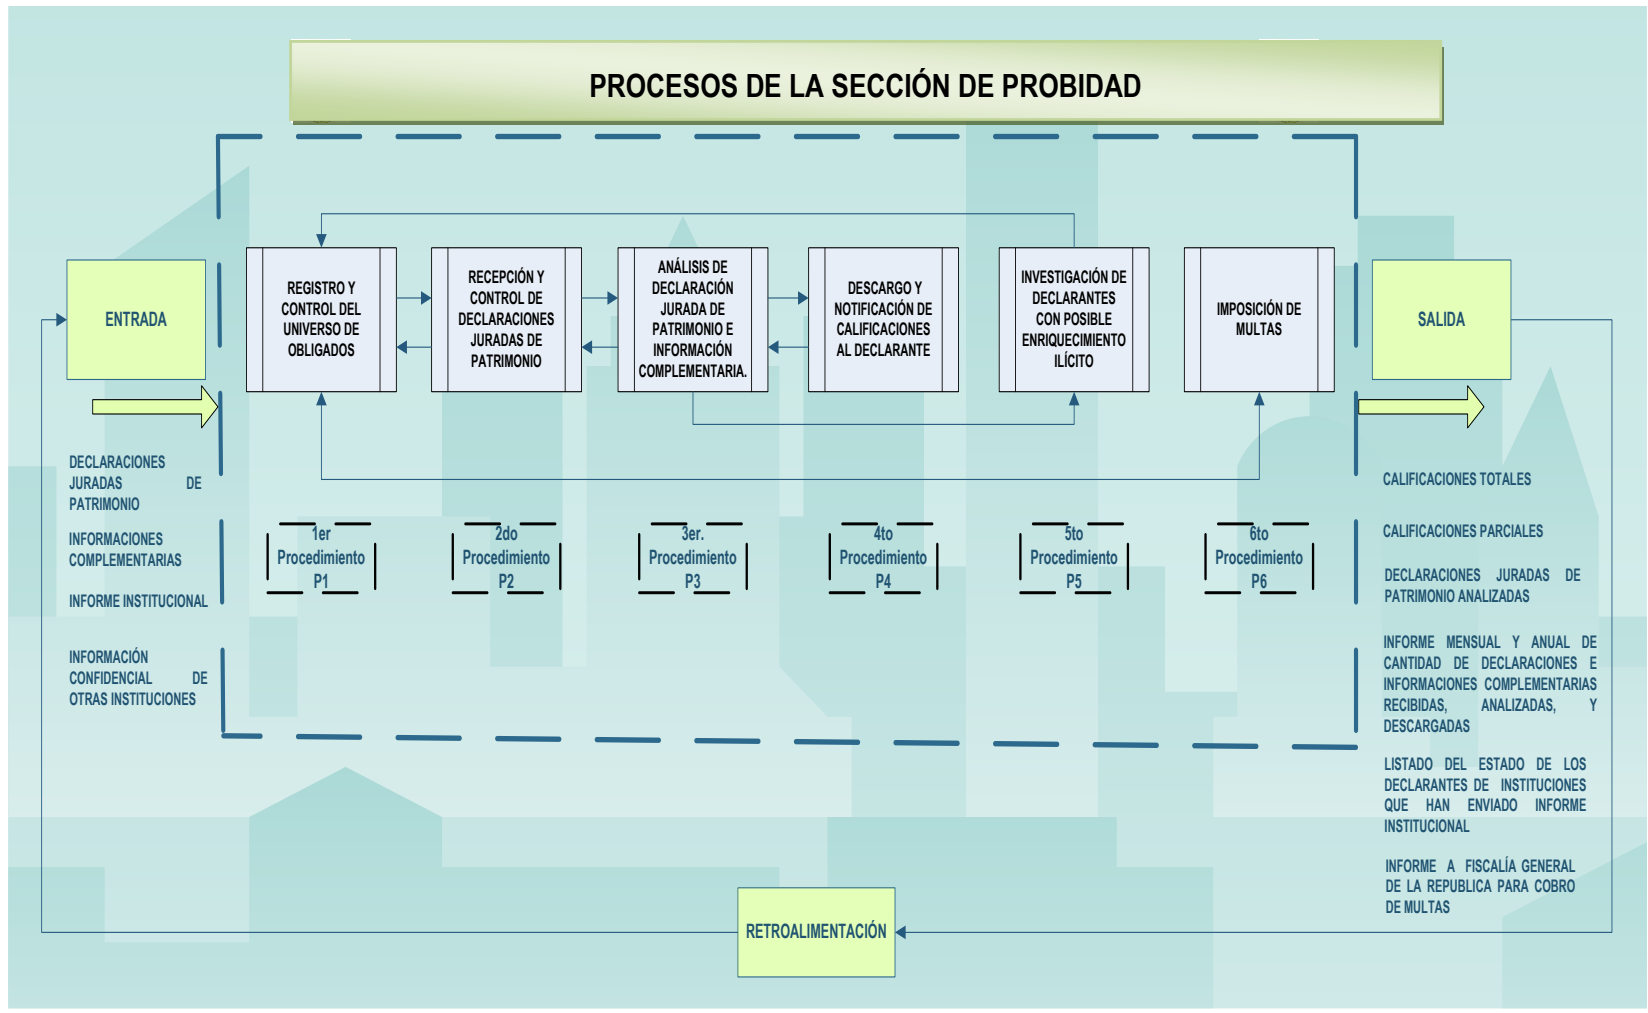 PROCESOS DE LA SECCIÓN DE PROBIDAD
ENTRADA
DECLARACIONES
JURADAS DE
PATRIMONIO
INFORMACIONES
COMPLEMENTARIAS
INFORME INSTITUCIONAL
INFORMACIÓN
CONFIDENCIAL DE
OTRAS INSTITUCIONES
REGISTRO Y
CONTROL DEL
UNIVERSO DE
OBLIGADOS
RECEPCIÓN Y
CONTROL DE
DECLARACIONES
JURADAS DE
PATRIMONIO
ANÁLISIS DE
DECLARACIÓN
JURADA DE
PATRIMONIO E
INFORMACIÓN
COMPLEMENTARIA.
DESCARGO Y
NOTIFICACIÓN DE
CALIFICACIONES
AL DECLARANTE
INVESTIGACIÓN DE
DECLARANTES
CON POSIBLE
ENRIQUECIMIENTO
ILÍCITO
IMPOSICIÓN DE
MULTAS
1er
Procedimiento
P1
2do
Procedimiento
P2
3er.
Procedimiento
P3
4to
Procedimiento
P4
5to
Procedimiento
P5
6to
Procedimiento
P6
SALIDA
CALIFICACIONES TOTALES
CALIFICACIONES PARCIALES
DECLARACIONES JURADAS DE
PATRIMONIO ANALIZADAS
INFORME MENSUAL Y ANUAL DE
CANTIDAD DE DECLARACIONES E
INFORMACIONES COMPLEMENTARIAS
RECIBIDAS, ANALIZADAS, Y
DESCARGADAS
LISTADO DEL ESTADO DE LOS
DECLARANTES DE INSTITUCIONES
QUE HAN ENVIADO INFORME
INSTITUCIONAL
INFORME A FISCALÍA GENERAL
DE LA REPUBLICA PARA COBRO
DE MULTAS
RETROALIMENTACIÓN